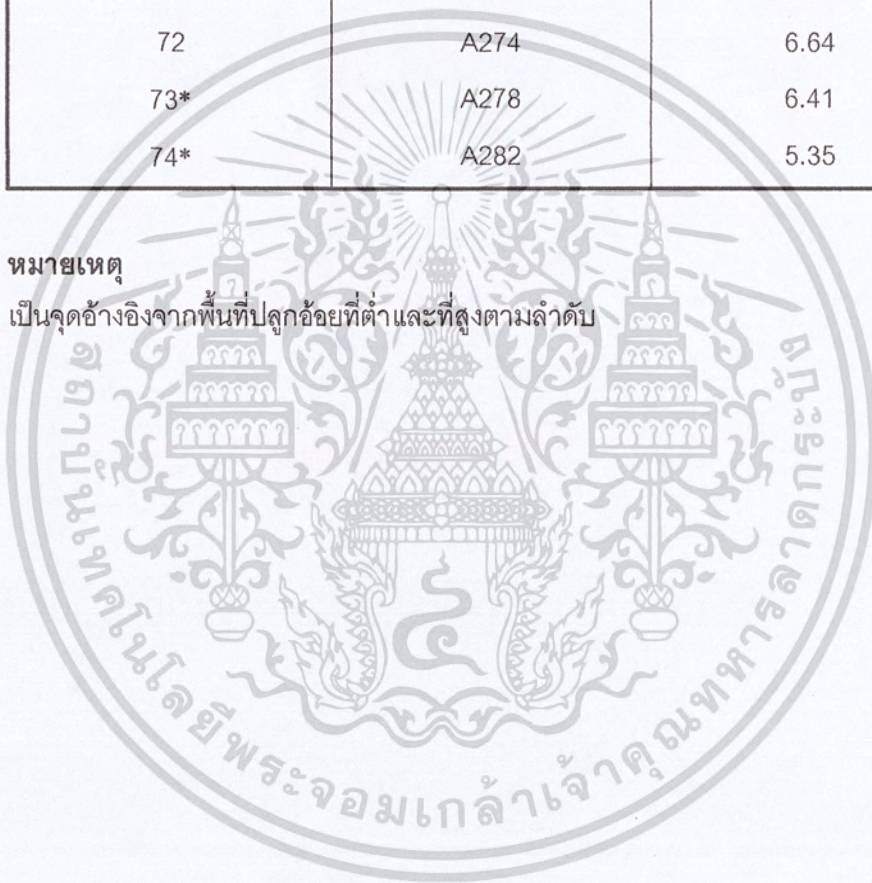 72 A274 6.64
73* A278 6.41
74* A282 5.35
หมายเหตุ
เป็นจุดอ้างอิงจากพื้นที่ปลูกอ้อยที่ต่ำและที่สูงตามลำดับ
สถาบันเทคโนโลยีพระจอมเกล้าเจ้าคุณทหารลาดกระบัง